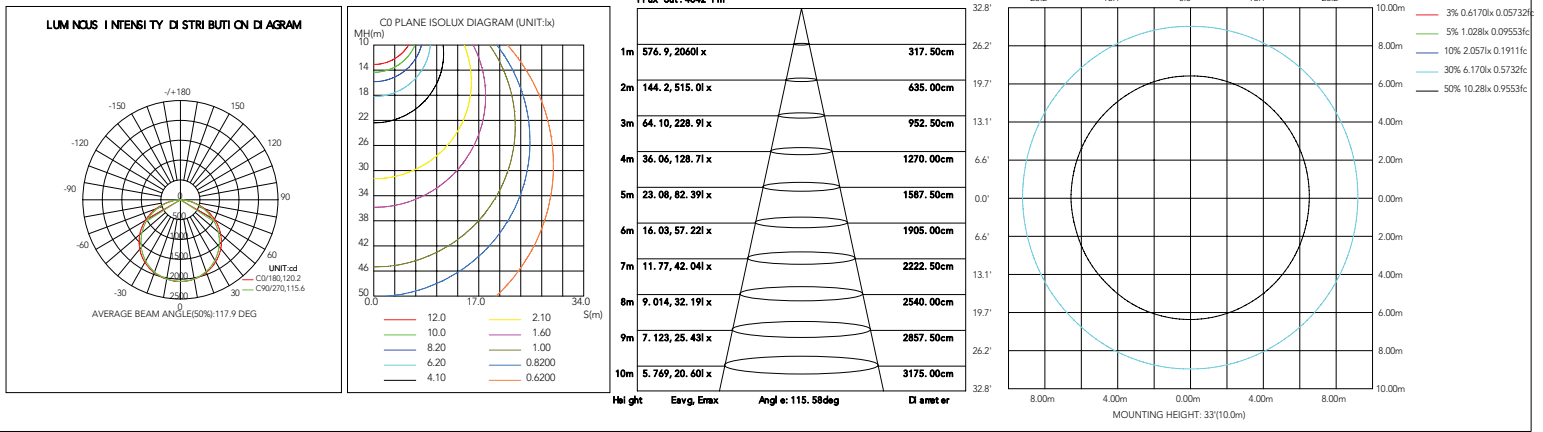 LUMINOUS INTENSITY DISTRIBUTION DIAGRAM
-/+180
-150
150
-120
120
-90
90
-60
60
-30
30
0
0
500
1000
1500
2000
2500
UNIT:cd
C0/180,120.2
C90/270,115.6
AVERAGE BEAM ANGLE(50%):117.9 DEG
C0 PLANE ISOLUX DIAGRAM (UNIT:lx)
MH(m)
10
14
18
22
26
30
34
38
42
46
50
0.0
17.0
34.0
S(m)
12.0
2.10
10.0
1.60
8.20
1.00
6.20
0.8200
4.10
0.6200
1m 576.9, 2060lx 317.50cm
2m 144.2, 515.0lx 635.00cm
3m 64.10, 228.9lx 952.50cm
4m 36.06, 128.7lx 1270.00cm
5m 23.08, 82.39lx 1587.50cm
6m 16.03, 57.22lx 1905.00cm
7m 11.77, 42.04lx 2222.50cm
8m 9.014, 32.19lx 2540.00cm
9m 7.123, 25.43lx 2857.50cm
10m 5.769, 20.60lx 3175.00cm
Height Eavg, Emax Angle: 115.58deg Diameter
32.8' 10.00m
26.2' 8.00m
19.7' 6.00m
13.1' 4.00m
6.6' 2.00m
0.0' 0.00m
6.6' 2.00m
13.1' 4.00m
19.7' 6.00m
26.2' 8.00m
32.8' 10.00m
8.00m 4.00m 0.00m 4.00m 8.00m
MOUNTING HEIGHT: 33'(10.0m)
3% 0.6170lx 0.05732fc
5% 1.028lx 0.09553fc
10% 2.057lx 0.1911fc
30% 6.170lx 0.5732fc
50% 10.28lx 0.9553fc